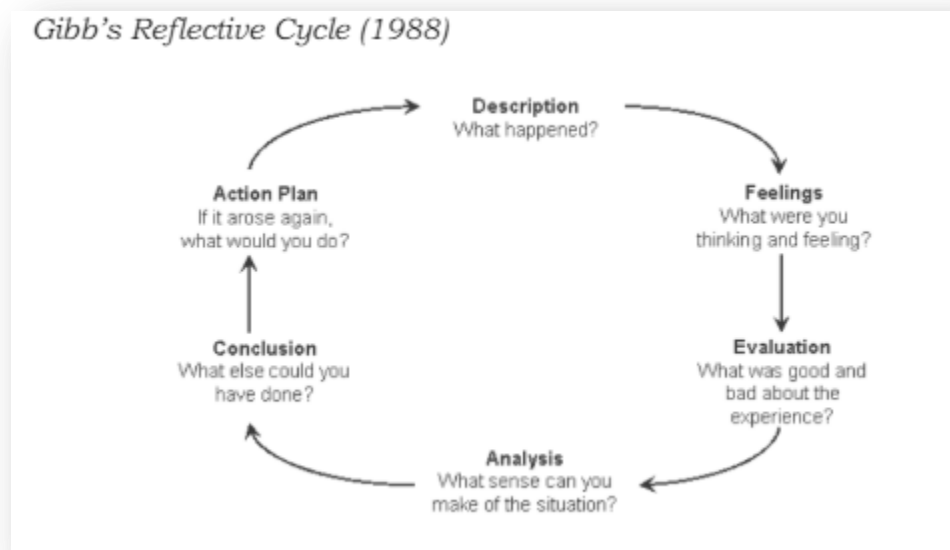 Gibb's Reflective Cycle (1988)
Description
What happened?
Feelings
What were you
thinking and feeling?
Evaluation
What was good and
bad about the
experience?
Analysis
What sense can you
make of the situation?
Conclusion
What else could you
have done?
Action Plan
If it arose again,
what would you do?